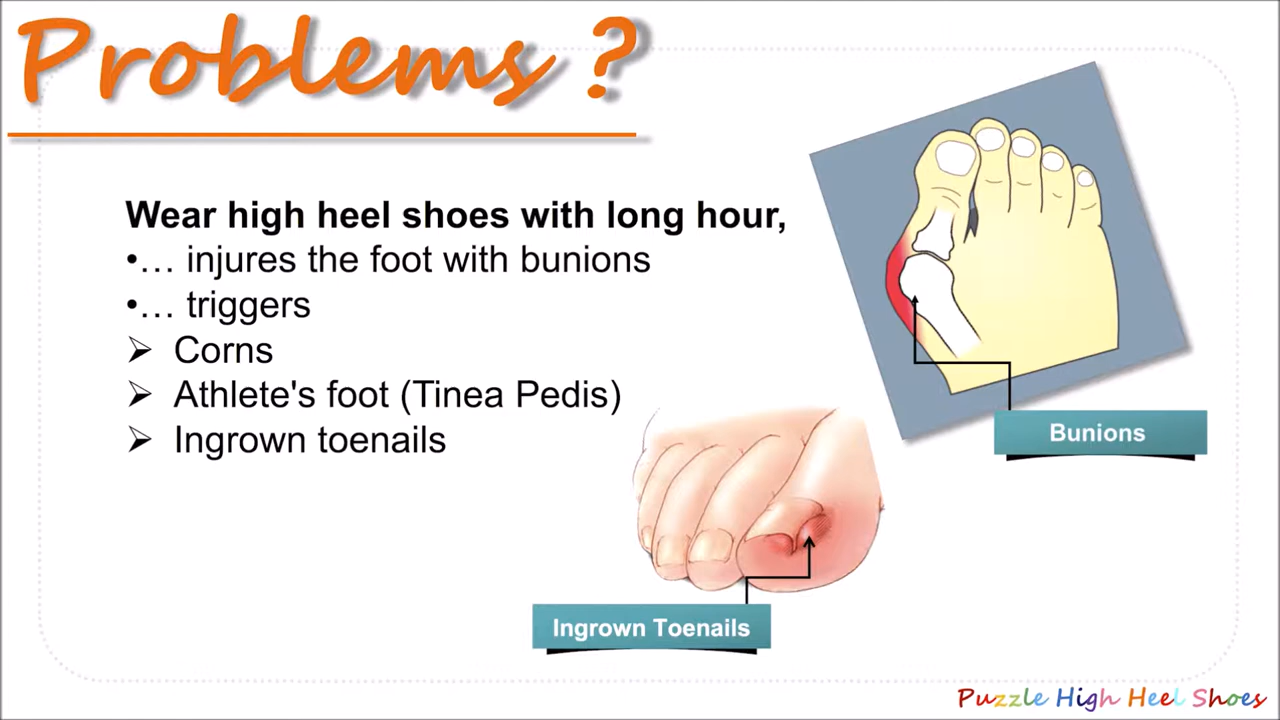 Problems ?
Wear high heel shoes with long hour,
•… injures the foot with bunions
•… triggers
➢ Corns
➢ Athlete's foot (Tinea Pedis)
➢ Ingrown toenails
Bunions
Ingrown Toenails
Puzzle High Heel Shoes